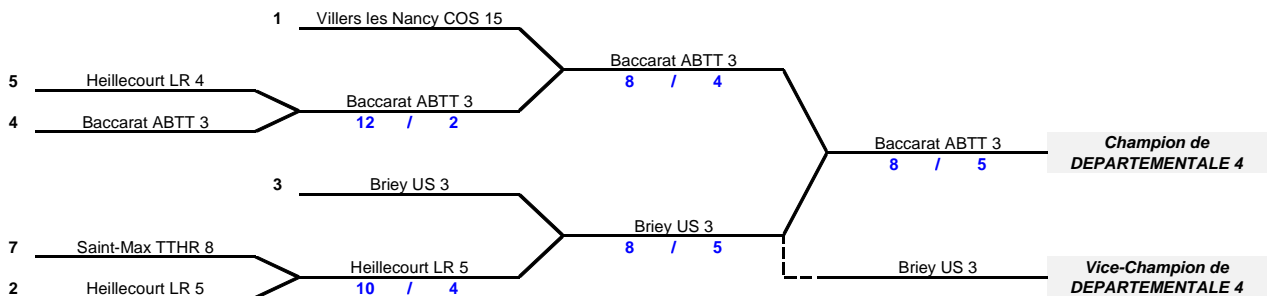 1 Villers les Nancy COS 15
Baccarat ABTT 3
8 / 4
5 Heillecourt LR 4
Baccarat ABTT 3
12 / 2
4 Baccarat ABTT 3
Baccarat ABTT 3
8 / 5
Champion de
DEPARTEMENTALE 4
3 Briey US 3
Briey US 3
8 / 5
7 Saint-Max TTHR 8
Heillecourt LR 5
10 / 4
2 Heillecourt LR 5
Briey US 3
Vice-Champion de
DEPARTEMENTALE 4